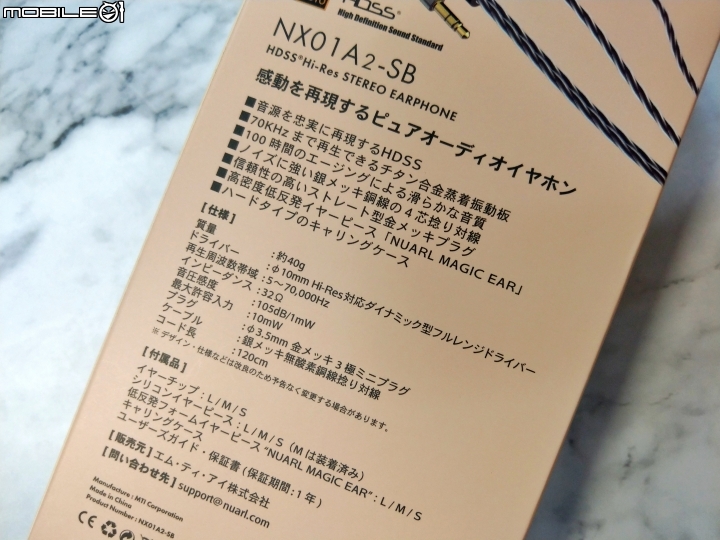 MOBILE01
HDSS®
High Definition Sound Standard
NX01A2-SB
HDSS®Hi-Res STEREO EARPHONE
感動を再現するピュアオーディオイヤホン
■音源を忠実に再現するHDSS
■70KHzまで再生できるチタン合金蒸着振動板
■100時間のエージングによる滑らかな音質
■ノイズに強い銀メッキ銅線の4芯捻り対線
■信頼性の高いストレート型金メッキプラグ
■高密度低反発イヤーピース「NUARL MAGIC EAR」
■ハードタイプのキャリングケース
【仕様】
質量 : 約40g
ドライバー : φ10mm Hi-Res対応ダイナミック型フルレンジドライバー
再生周波数帯域 : 5~70,000Hz
インピーダンス : 32Ω
音圧感度 : 105dB/1mW
最大許容入力 : 10mW
プラグ : φ3.5mm 金メッキ3極ミニプラグ
ケーブル : 銀メッキ無酸素銅線捻り対線
コード長 : 120cm
※デザイン・仕様などは改良のため予告なく変更する場合があります。
【付属品】
イヤーチップ : L / M / S
シリコンイヤーピース : L / M / S (Mは装着済み)
低反発フォームイヤーピース "NUARL MAGIC EAR" : L / M / S
キャリングケース
ユーザーズガイド・保証書 (保証期間 : 1年)
【販売元】エム・ティ・アイ株式会社
【問い合わせ先】support@nuarl.com
Manufacture : MTI Corporation
Made in China
Product Number : NX01A2-SB
CE